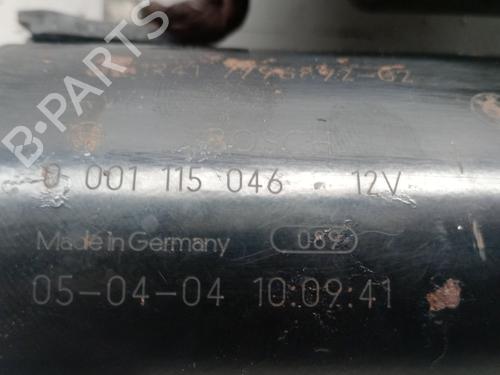 B-PARTS
BOSCH
0 001 115 046 12V
Made in Germany 089
05-04-04 10:09:41